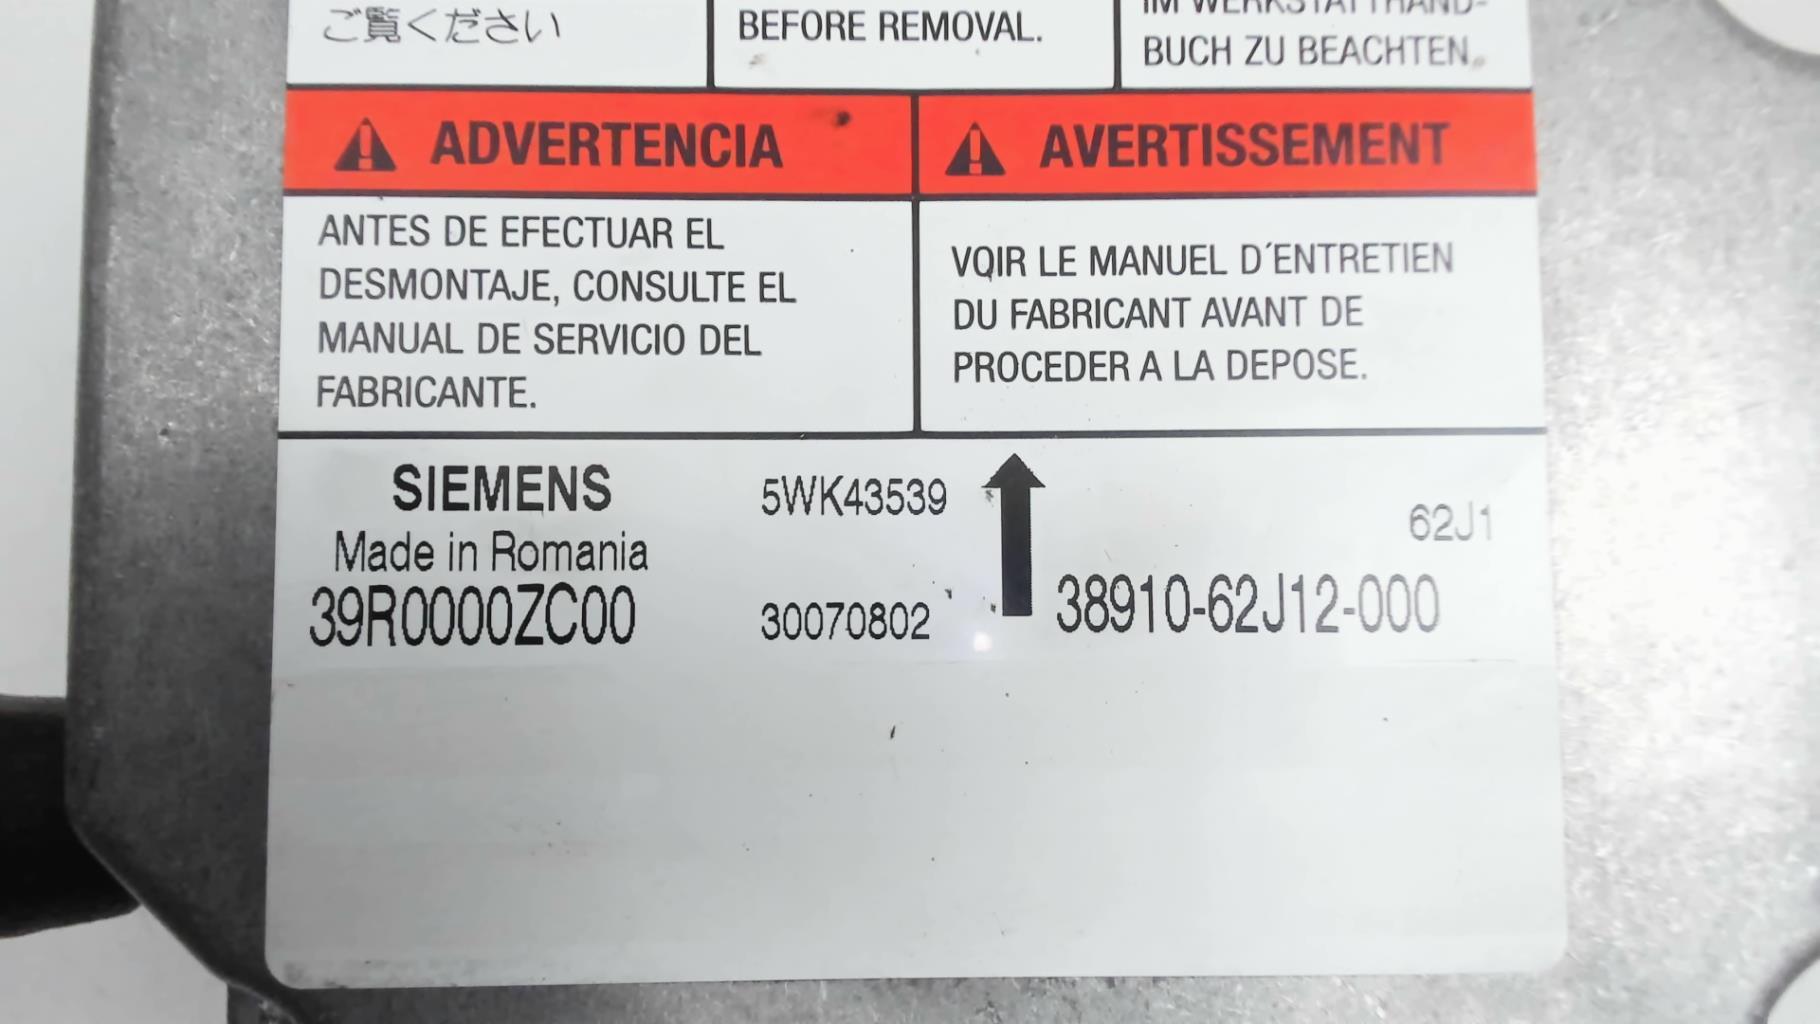 ご覧ください
BEFORE REMOVAL.
IM WERKSTATTHAND-
BUCH ZU BEACHTEN.
ADVERTENCIA
ANTES DE EFECTUAR EL
DESMONTAJE, CONSULTE EL
MANUAL DE SERVICIO DEL
FABRICANTE.
AVERTISSEMENT
VOIR LE MANUEL D´ENTRETIEN
DU FABRICANT AVANT DE
PROCEDER A LA DEPOSE.
SIEMENS
Made in Romania
39R0000ZC00
5WK43539
30070802
62J1
38910-62J12-000